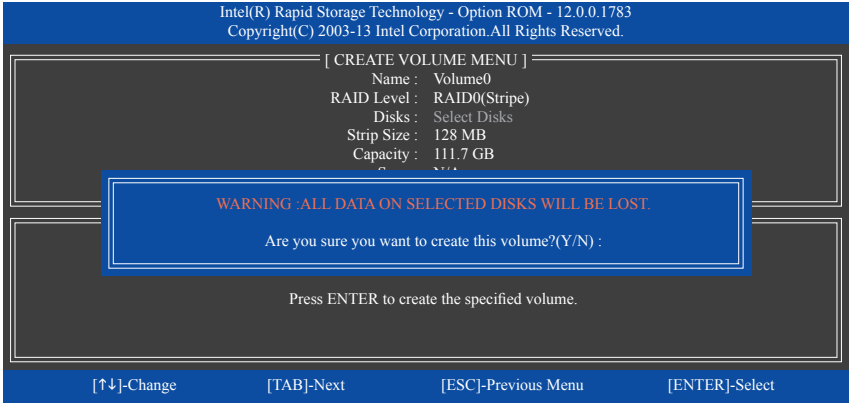 Intel(R) Rapid Storage Technology - Option ROM - 12.0.0.1783
Copyright(C) 2003-13 Intel Corporation.All Rights Reserved.
[ CREATE VOLUME MENU ]
Name : Volume0
RAID Level : RAID0(Stripe)
Disks : Select Disks
Strip Size : 128 MB
Capacity : 111.7 GB
WARNING :ALL DATA ON SELECTED DISKS WILL BE LOST.
Are you sure you want to create this volume?(Y/N) :
Press ENTER to create the specified volume.
[↑↓]-Change [TAB]-Next [ESC]-Previous Menu [ENTER]-Select